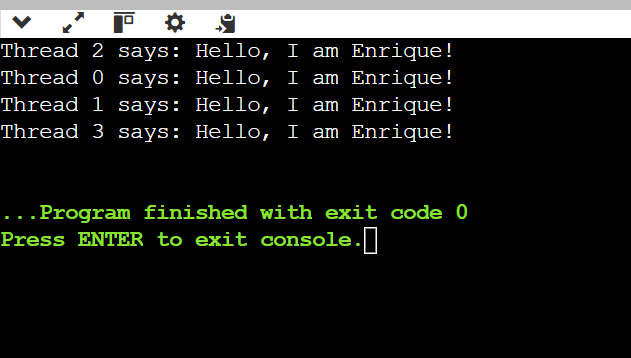 Thread 2 says: Hello, I am Enrique!
Thread 0 says: Hello, I am Enrique!
Thread 1 says: Hello, I am Enrique!
Thread 3 says: Hello, I am Enrique!
...Program finished with exit code 0
Press ENTER to exit console.